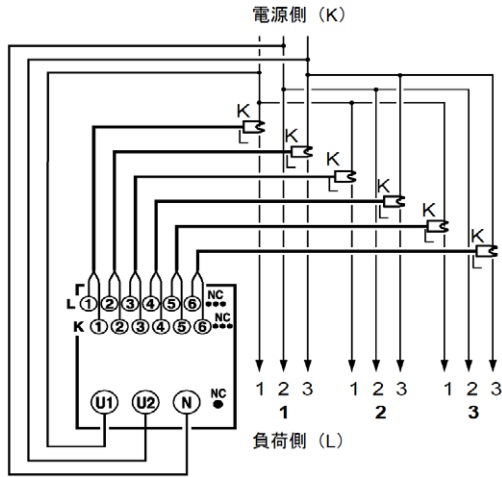 電源側（K）
K
L
K
L
K
L
K
L
K
L
K
L
L ① ② ③ ④ ⑤ ⑥ NC
K ① ② ③ ④ ⑤ ⑥ NC
U1 U2 N NC
1 2 3 1 2 3 1 2 3
1 2 3
負荷側（L）